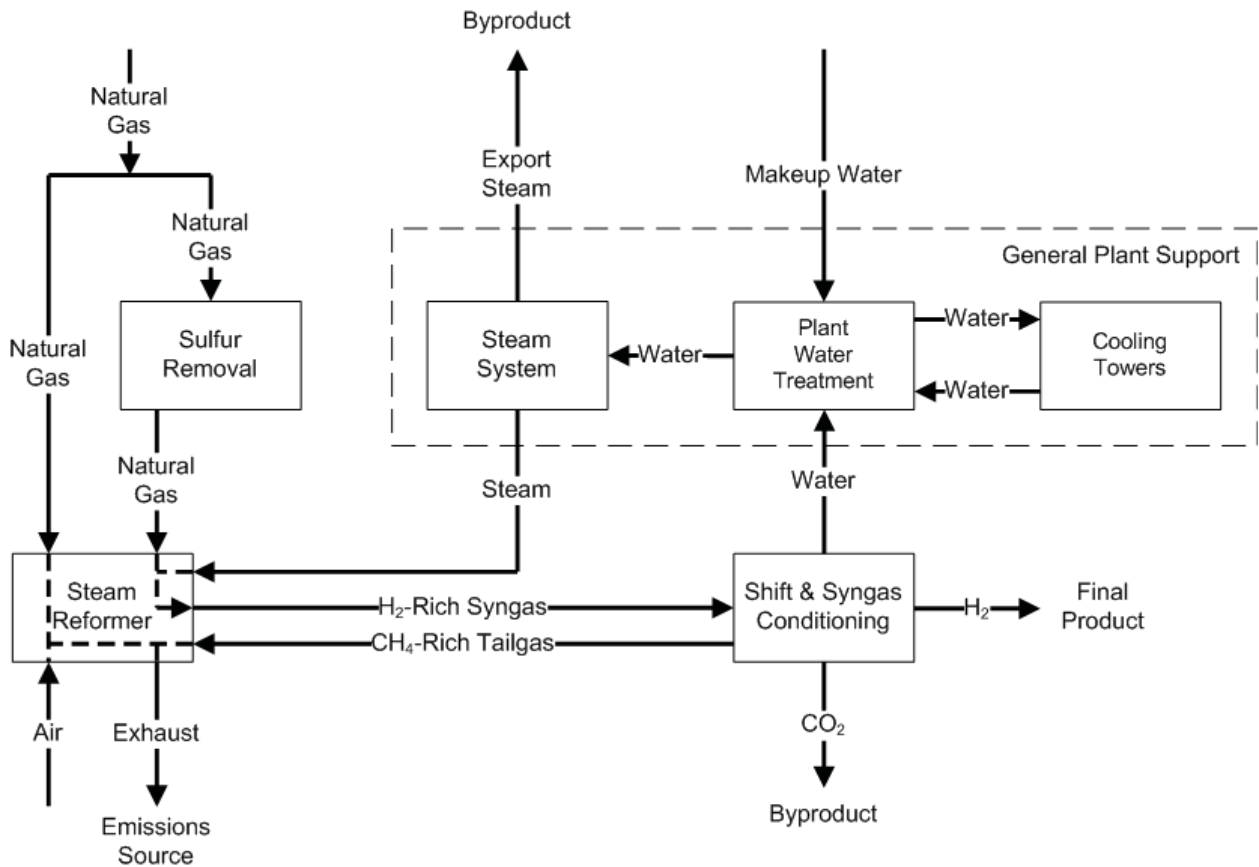 Byproduct
Natural
Gas
Export
Steam
Makeup Water
Natural
Gas
General Plant Support
Natural
Gas
Sulfur
Removal
Steam
System
Water
Plant
Water
Treatment
Water
Water
Cooling
Towers
Natural
Gas
Steam
Water
Steam
Reformer
H₂-Rich Syngas
CH₄-Rich Tailgas
Shift & Syngas
Conditioning
H₂
Final
Product
Air
Exhaust
CO₂
Emissions
Source
Byproduct